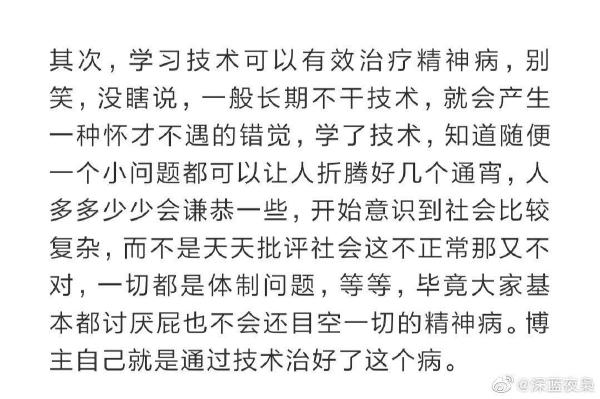 其次，学习技术可以有效治疗精神病，别
笑，没瞎说，一般长期不干技术，就会产生
一种怀才不遇的错觉，学了技术，知道随便
一个小问题都可以让人折腾好几个通宵，人
多多少少会谦恭一些，开始意识到社会比较
复杂，而不是天天批评社会这不正常那又不
对，一切都是体制问题，等等，毕竟大家基
本都讨厌屁也不会还目空一切的精神病。博
主自己就是通过技术治好了这个病。
@深蓝夜枭